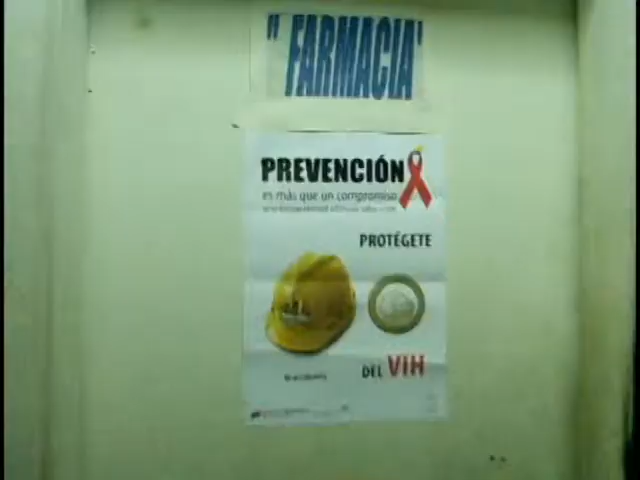 " FARMACIA"
PREVENCIÓN
es más que un compromiso
PROTÉGETE
DEL VIH